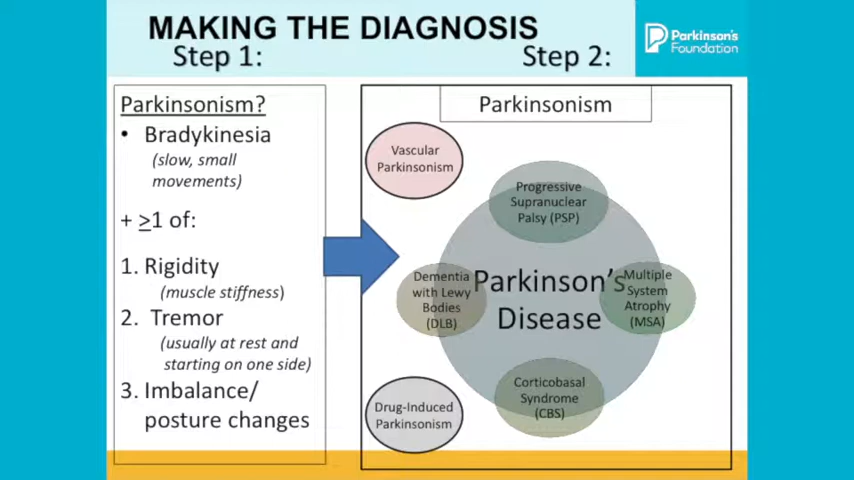 MAKING THE DIAGNOSIS
Step 1:
Step 2:
Parkinson's
Foundation
Parkinsonism?
• Bradykinesia
(slow, small
movements)
+ ≥1 of:
1. Rigidity
(muscle stiffness)
2. Tremor
(usually at rest and
starting on one side)
3. Imbalance/
posture changes
Parkinsonism
Vascular
Parkinsonism
Progressive
Supranuclear
Palsy (PSP)
Dementia
with Lewy
Bodies
(DLB)
Parkinson's
Disease
Multiple
System
Atrophy
(MSA)
Corticobasal
Syndrome
(CBS)
Drug-Induced
Parkinsonism